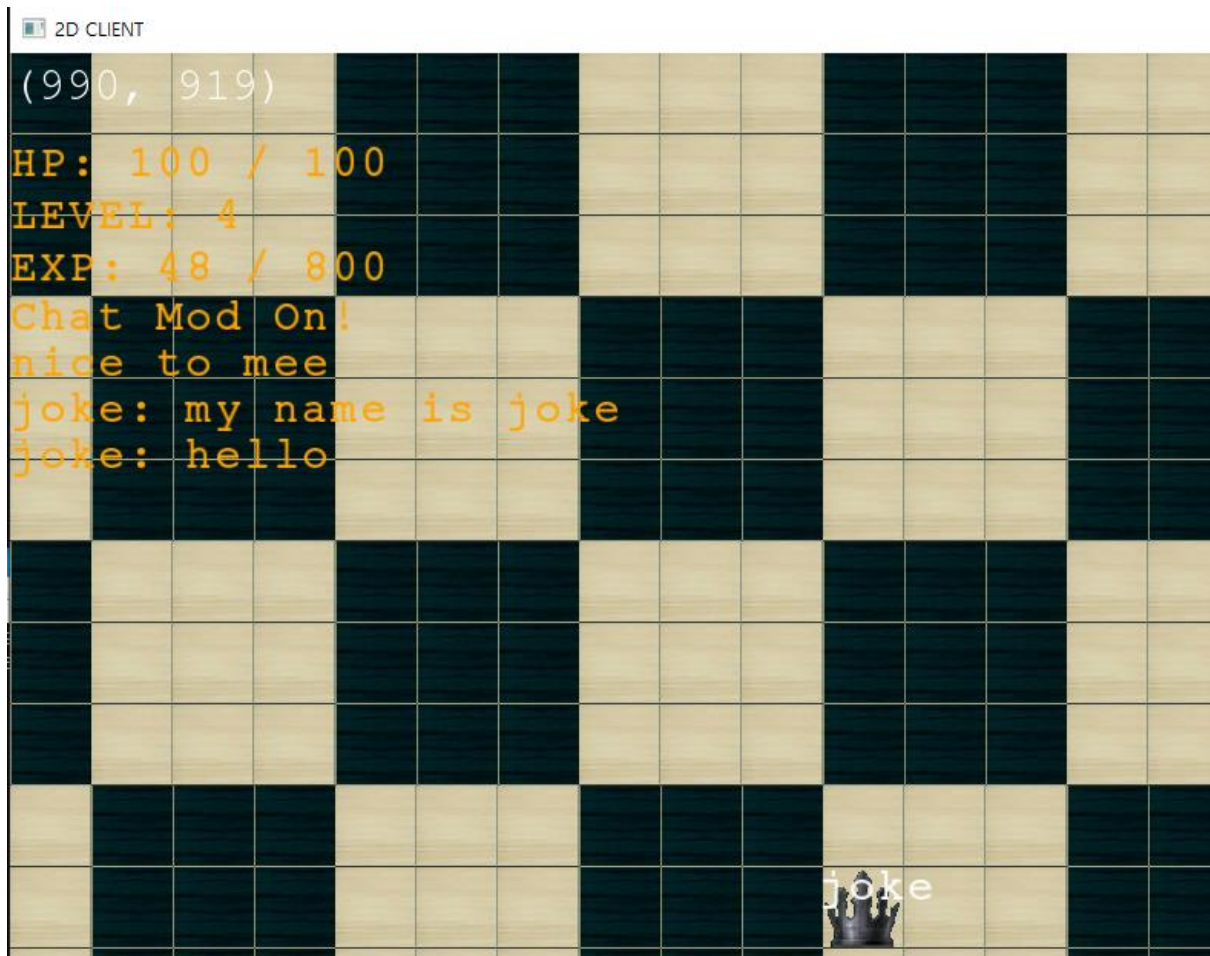 2D CLIENT
(990, 919)
HP: 100 / 100
LEVEL: 4
EXP: 48 / 800
Chat Mod On!
nice to mee
joke: my name is joke
joke: hello
joke